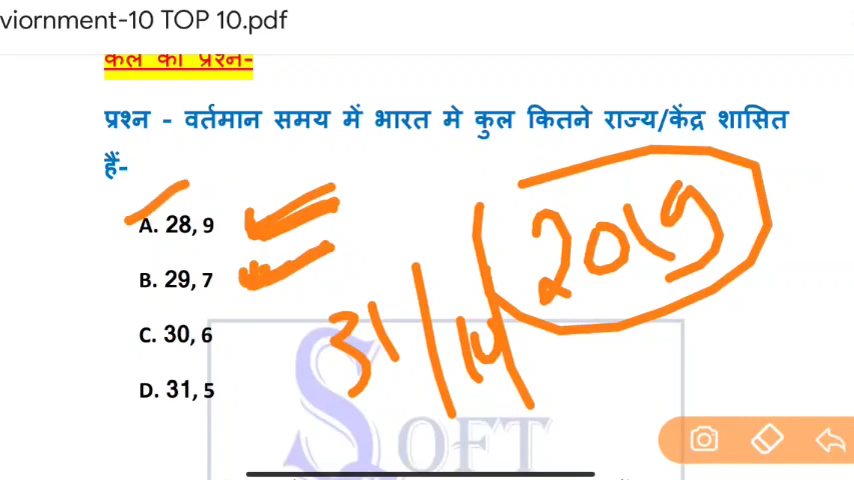 viornment-10 TOP 10.pdf
कल का प्रश्न-
प्रश्न - वर्तमान समय में भारत मे कुल कितने राज्य/केंद्र शासित
हैं-
A. 28, 9
B. 29, 7
C. 30, 6
D. 31, 5
31/10/2019
SOFT